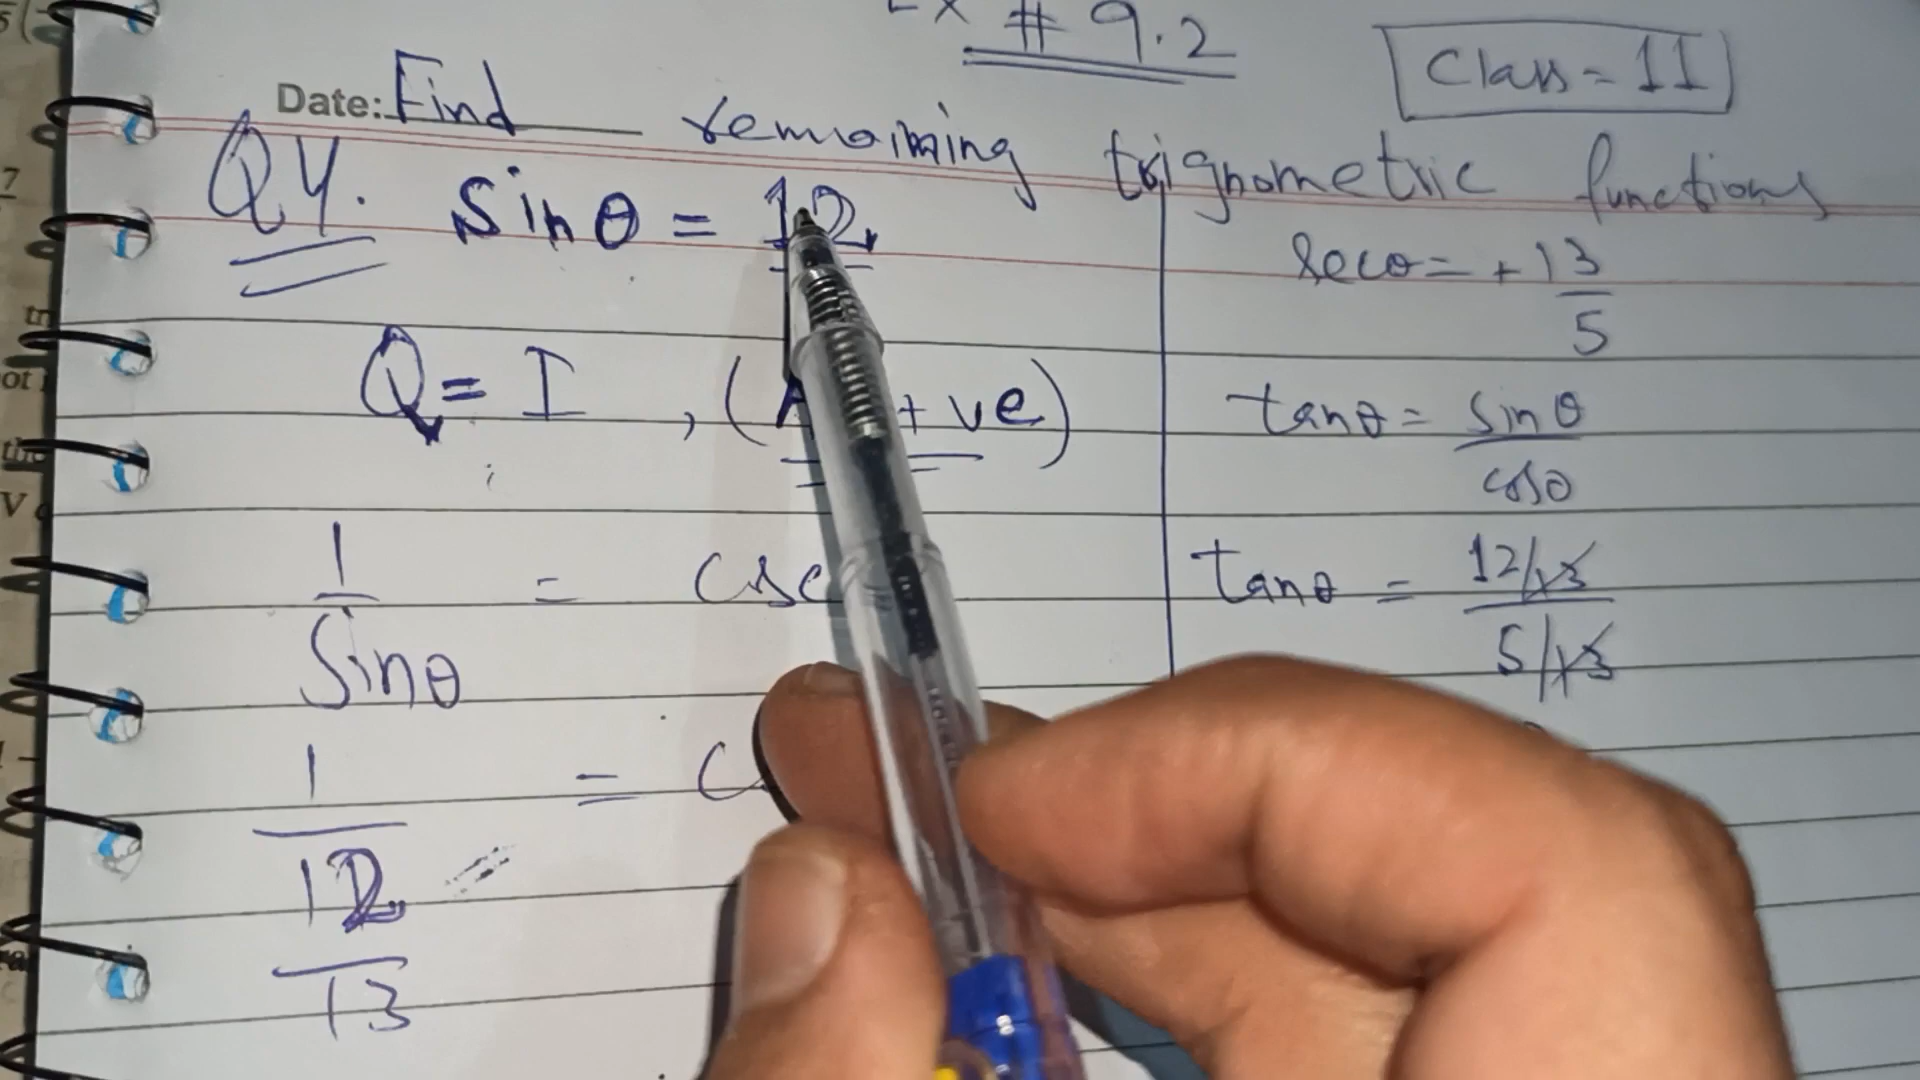 Ex # 9.2
Class = 11
Date: Find remaining trignometric functions
Q4. Sinθ = 12
Q = I , ( +ve)
1
Sinθ
=
1
12
13
=
Secθ = + 13
5
tanθ = Sinθ
cosθ
tanθ = 12/13
5/13